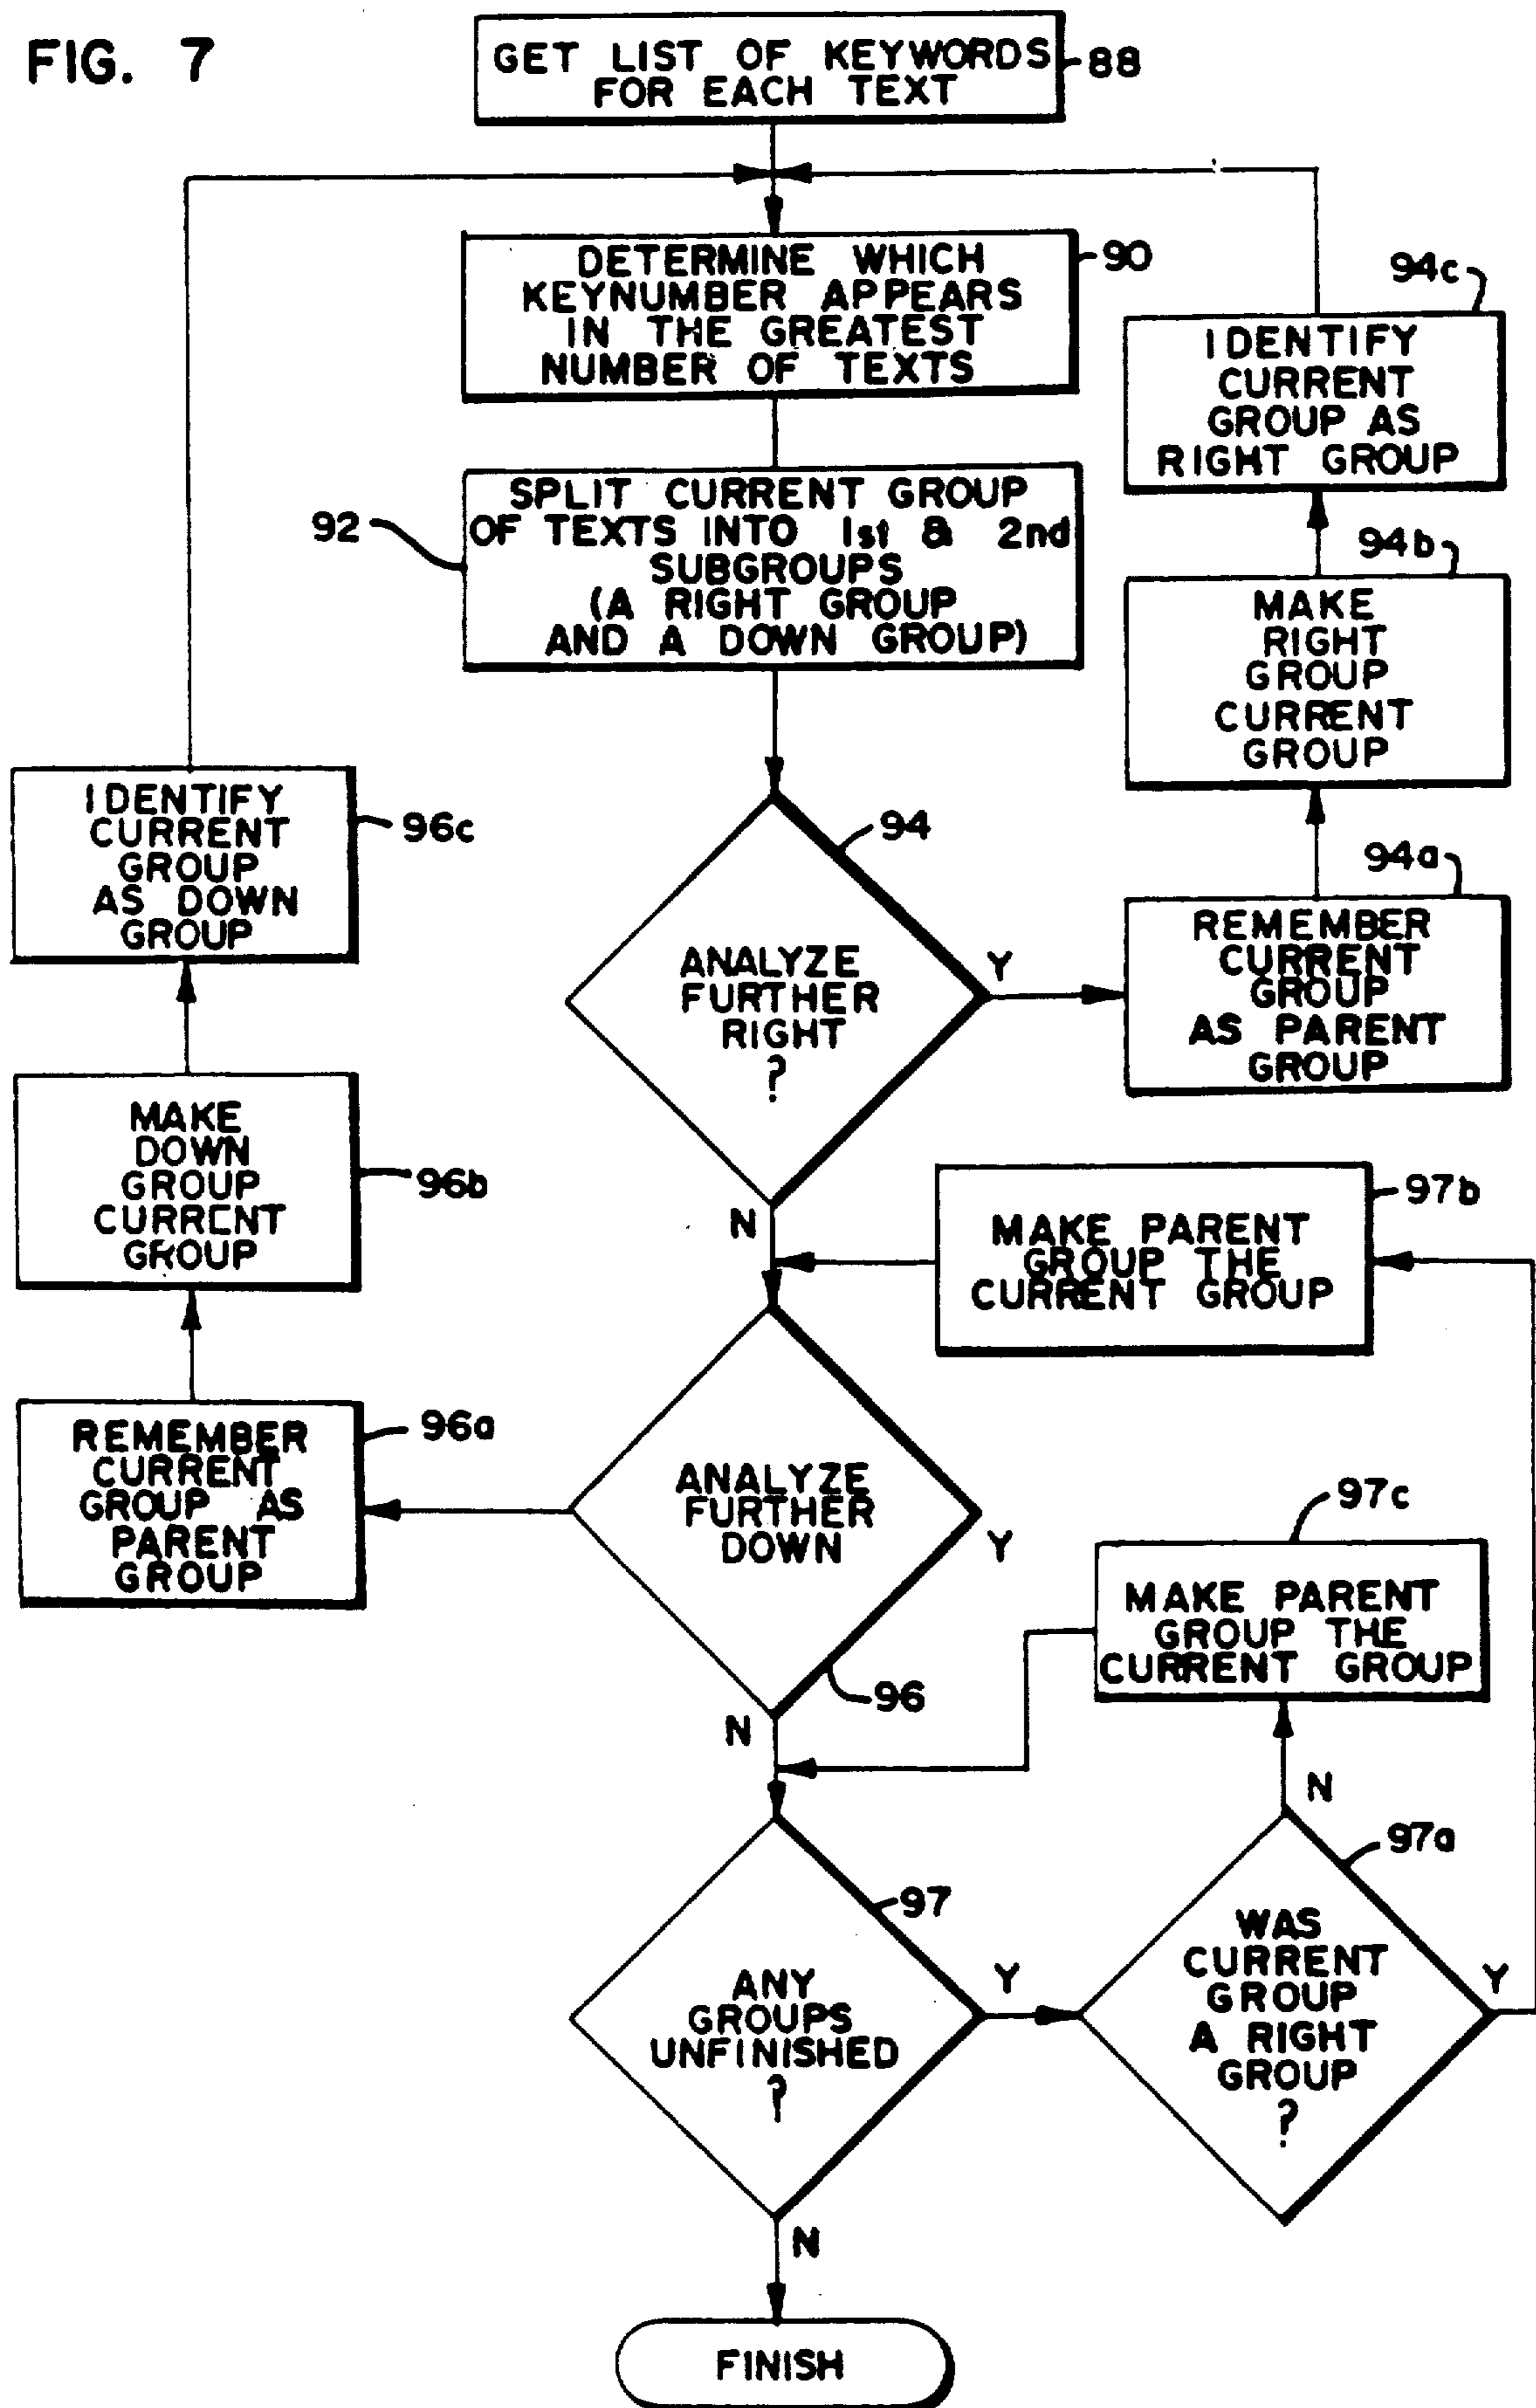 FIG. 7
GET LIST OF KEYWORDS
FOR EACH TEXT
88
DETERMINE WHICH
KEYNUMBER APPEARS
IN THE GREATEST
NUMBER OF TEXTS
90
SPLIT CURRENT GROUP
OF TEXTS INTO 1st & 2nd
SUBGROUPS
(A RIGHT GROUP
AND A DOWN GROUP)
92
94c
IDENTIFY
CURRENT
GROUP AS
RIGHT GROUP
94b
MAKE
RIGHT
GROUP
CURRENT
GROUP
94a
REMEMBER
CURRENT
GROUP
AS PARENT
GROUP
94
ANALYZE
FURTHER
RIGHT
?
Y
N
IDENTIFY
CURRENT
GROUP
AS DOWN
GROUP
96c
MAKE
DOWN
GROUP
CURRENT
GROUP
96b
REMEMBER
CURRENT
GROUP AS
PARENT
GROUP
96a
MAKE PARENT
GROUP THE
CURRENT GROUP
97b
ANALYZE
FURTHER
DOWN
Y
96
N
97c
MAKE PARENT
GROUP THE
CURRENT GROUP
N
97a
WAS
CURRENT
GROUP
A RIGHT
GROUP
?
Y
97
ANY
GROUPS
UNFINISHED
?
Y
N
FINISH